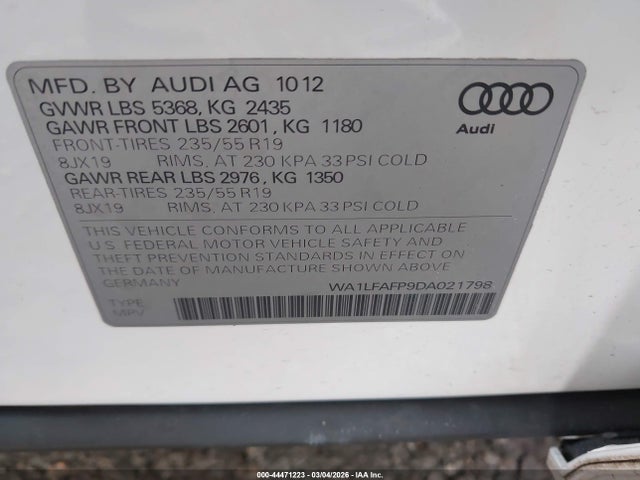 MFD. BY AUDI AG 10 12
GVWR LBS 5368, KG 2435
GAWR FRONT LBS 2601, KG 1180
FRONT-TIRES 235/55 R19
8JX19 RIMS, AT 230 KPA 33 PSI COLD
GAWR REAR LBS 2976, KG 1350
REAR-TIRES 235/55 R19
8JX19 RIMS, AT 230 KPA 33 PSI COLD
Audi
THIS VEHICLE CONFORMS TO ALL APPLICABLE
U.S. FEDERAL MOTOR VEHICLE SAFETY AND
THEFT PREVENTION STANDARDS IN EFFECT ON
THE DATE OF MANUFACTURE SHOWN ABOVE
GERMANY
WA1LFAFP9DA021798
TYPE:
MPV
000-44471223 - 03/04/2026 - IAA Inc.